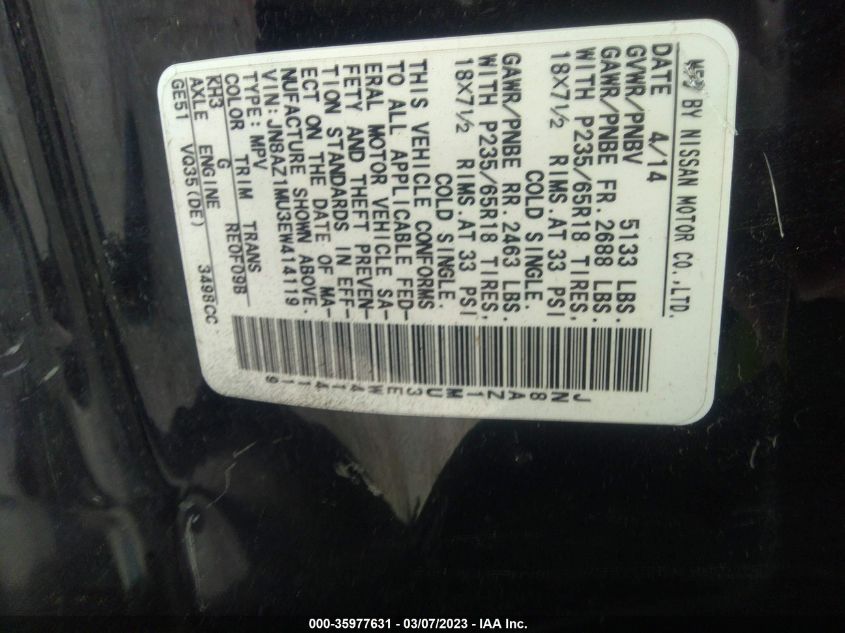 MFD BY NISSAN MOTOR CO.,LTD.
DATE 4/14
GVWR/PNBV 5133 LBS.
GAWR/PNBE FR. 2668 LBS.
WITH P235/65R18 TIRES,
18X7½ RIMS.AT 33 PSI
COLD SINGLE.
GAWR/PNBE RR. 2463 LBS.
WITH P235/65R18 TIRES,
18X7½ RIMS.AT 33 PSI
COLD SINGLE.
THIS VEHICLE CONFORMS
TO ALL APPLICABLE FED-
ERAL MOTOR VEHICLE SA-
FETY AND THEFT PREVEN-
TION STANDARDS IN EFF-
ECT ON THE DATE OF MA-
NUFACTURE SHOWN ABOVE.
VIN:JN8AZ1MU3EW414119
TYPE:MPV
COLOR TRIM TRANS
KH3 G RE0F09B
AXLE ENGINE
GE51 VQ35(DE) 3498CC
JN8AZ1MU3EW414119
000-35977631 - 03/07/2023 - IAA Inc.